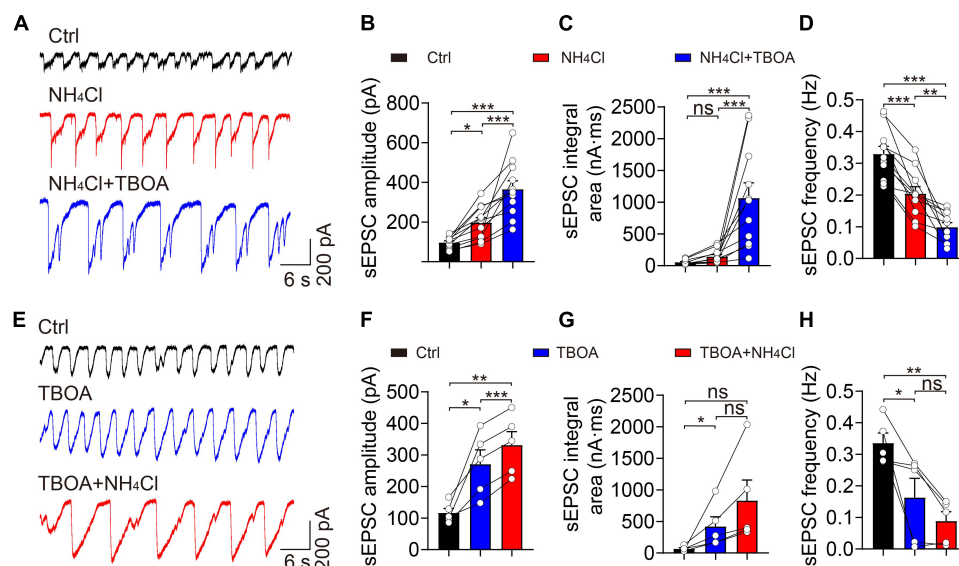 A
Ctrl
NH₄Cl
NH₄Cl+TBOA
6 s
200 pA
B
C
D
Ctrl
NH₄Cl
NH₄Cl+TBOA
sEPSC amplitude (pA)
800
600
400
200
***
*
***
sEPSC integral
area (nA·ms)
2500
2000
1500
1000
500
0
***
ns
***
sEPSC frequency (Hz)
0.5
0.4
0.3
0.2
0.1
0.0
***
***
**
E
Ctrl
TBOA
TBOA+NH₄Cl
6 s
200 pA
F
G
H
Ctrl
TBOA
TBOA+NH₄Cl
sEPSC amplitude (pA)
500
400
300
200
100
0
**
*
***
sEPSC integral
area (nA·ms)
2500
2000
1500
1000
500
0
ns
*
ns
sEPSC frequency (Hz)
0.5
0.4
0.3
0.2
0.1
0.0
**
*
ns